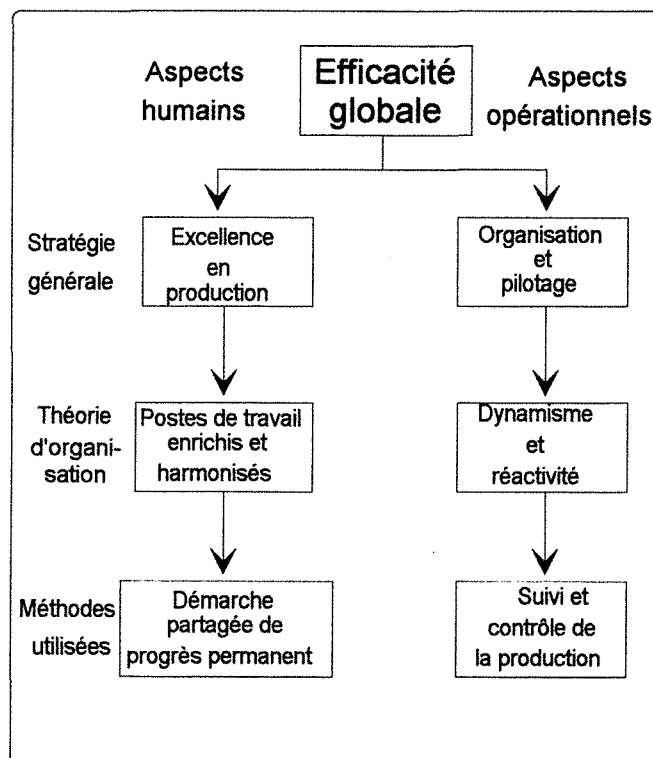 Aspects
humains
Efficacité
globale
Aspects
opérationnels
Stratégie
générale
Excellence
en
production
Organisation
et
pilotage
Théorie
d'organi-
sation
Postes de travail
enrichis et
harmonisés
Dynamisme
et
réactivité
Méthodes
utilisées
Démarche
partagée de
progrès permanent
Suivi et
contrôle de
la production